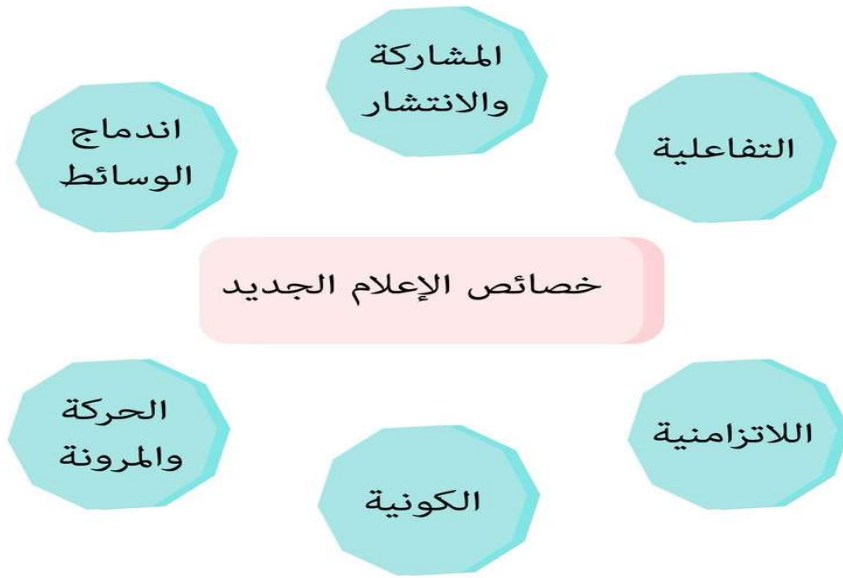 المشاركة
والانتشار
التفاعلية
اندماج
الوسائط
خصائص الإعلام الجديد
اللاتزامنية
الحركة
والمرونة
الكونية